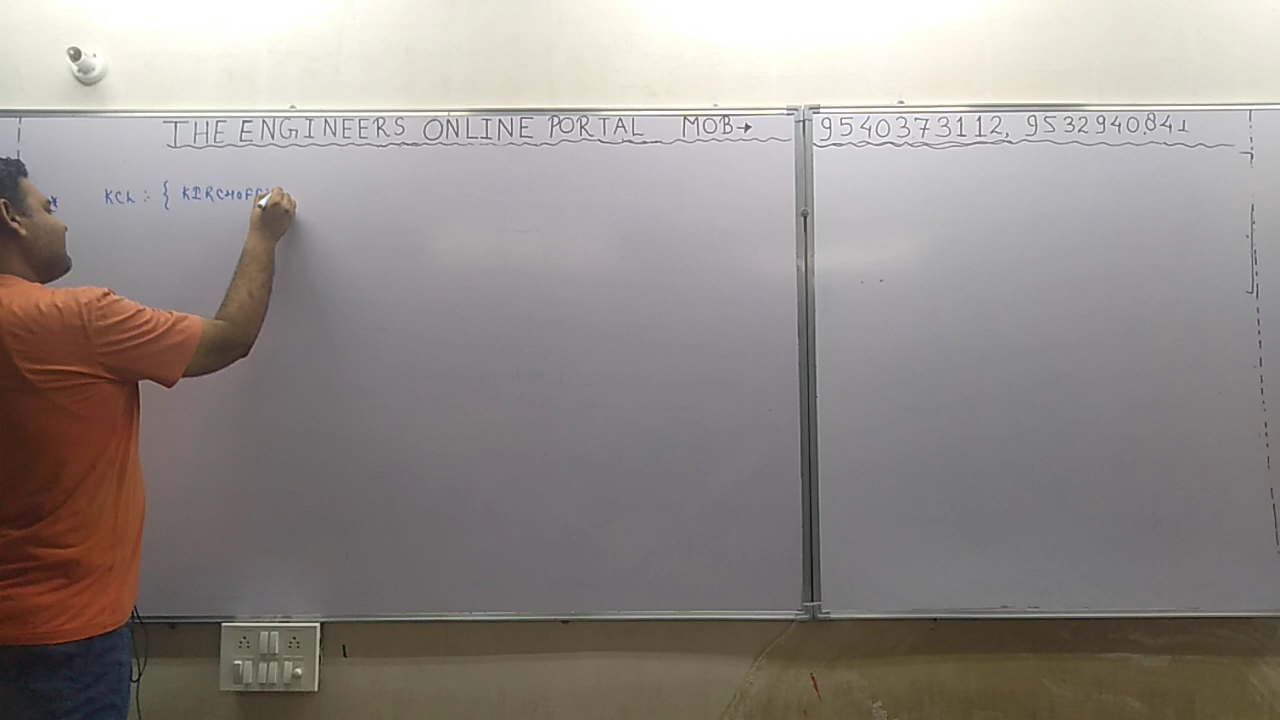 THE ENGINEERS ONLINE PORTAL MOB→ 9540373112, 9532940841
* KCL :- { KIRCHOFF